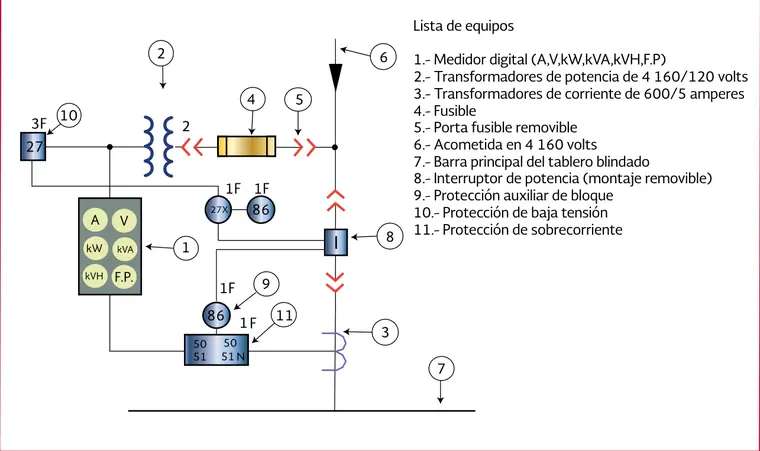 Lista de equipos
1.- Medidor digital (A,V,kW,kVA,kVH,F.P)
2.- Transformadores de potencia de 4 160/120 volts
3.- Transformadores de corriente de 600/5 amperes
4.- Fusible
5.- Porta fusible removible
6.- Acometida en 4 160 volts
7.- Barra principal del tablero blindado
8.- Interruptor de potencia (montaje removible)
9.- Protección auxiliar de bloque
10.- Protección de baja tensión
11.- Protección de sobrecorriente
2
6
4
5
3F
10
2
27
1F
1F
27X
86
A
V
kW
kVA
kVH
F.P.
1
I
8
1F
9
86
1F
11
50
50
51
51 N
3
7